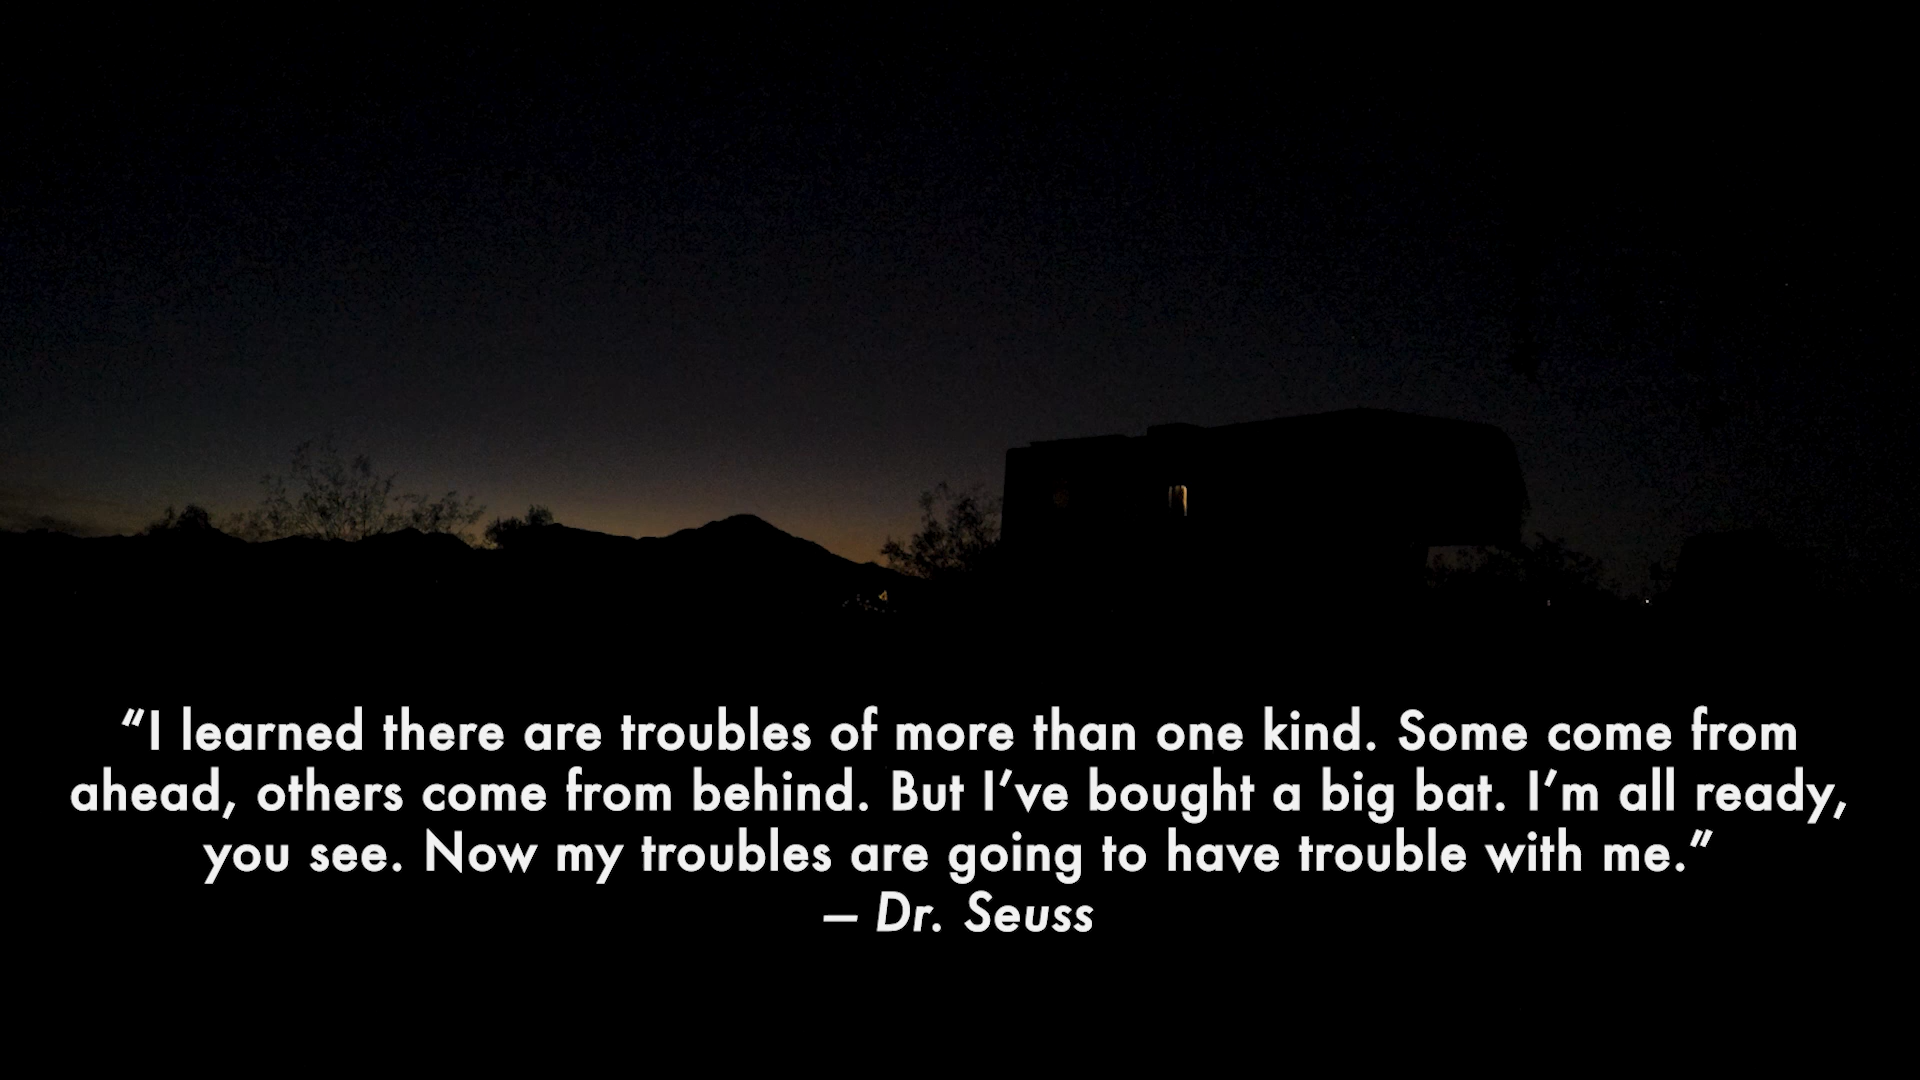 “I learned there are troubles of more than one kind. Some come from
ahead, others come from behind. But I’ve bought a big bat. I’m all ready,
you see. Now my troubles are going to have trouble with me.”
— Dr. Seuss